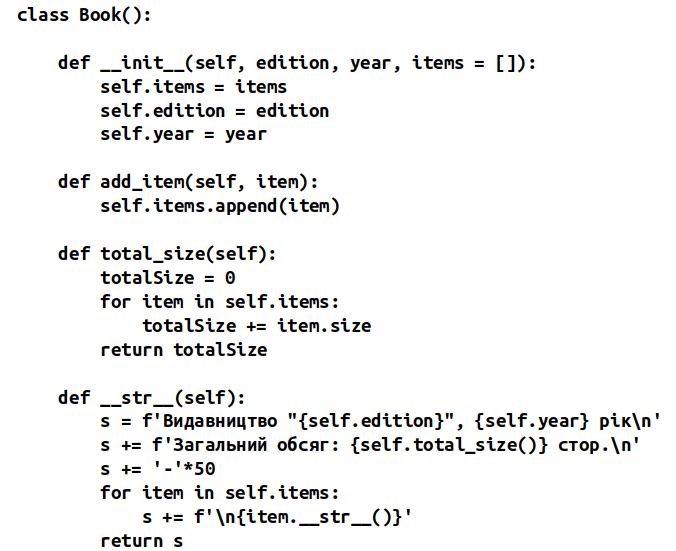 class Book():
    def __init__(self, edition, year, items = []):
        self.items = items
        self.edition = edition
        self.year = year
    def add_item(self, item):
        self.items.append(item)
    def total_size(self):
        totalSize = 0
        for item in self.items:
            totalSize += item.size
        return totalSize
    def __str__(self):
        s = f'Видавництво "{self.edition}", {self.year} рік\n'
        s += f'Загальний обсяг: {self.total_size()} стор.\n'
        s += '-'*50
        for item in self.items:
            s += f'\n{item.__str__()}'
        return s